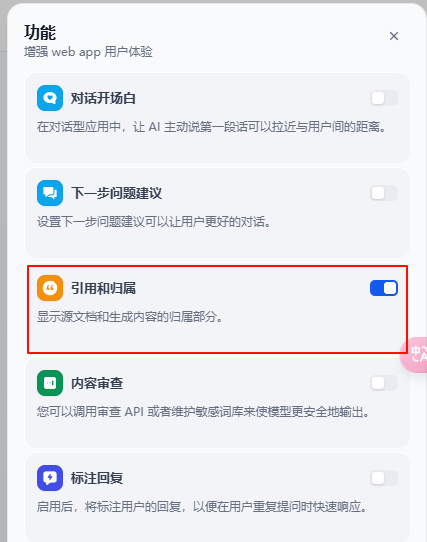 功能
增强 web app 用户体验
对话开场白
在对话型应用中，让 AI 主动说第一段话可以拉近与用户间的距离。
下一步问题建议
设置下一步问题建议可以让用户更好的对话。
引用和归属
显示源文档和生成内容的归属部分。
内容审查
您可以调用审查 API 或者维护敏感词库来使模型更安全地输出。
标注回复
启用后，将标注用户的回复，以便在用户重复提问时快速响应。